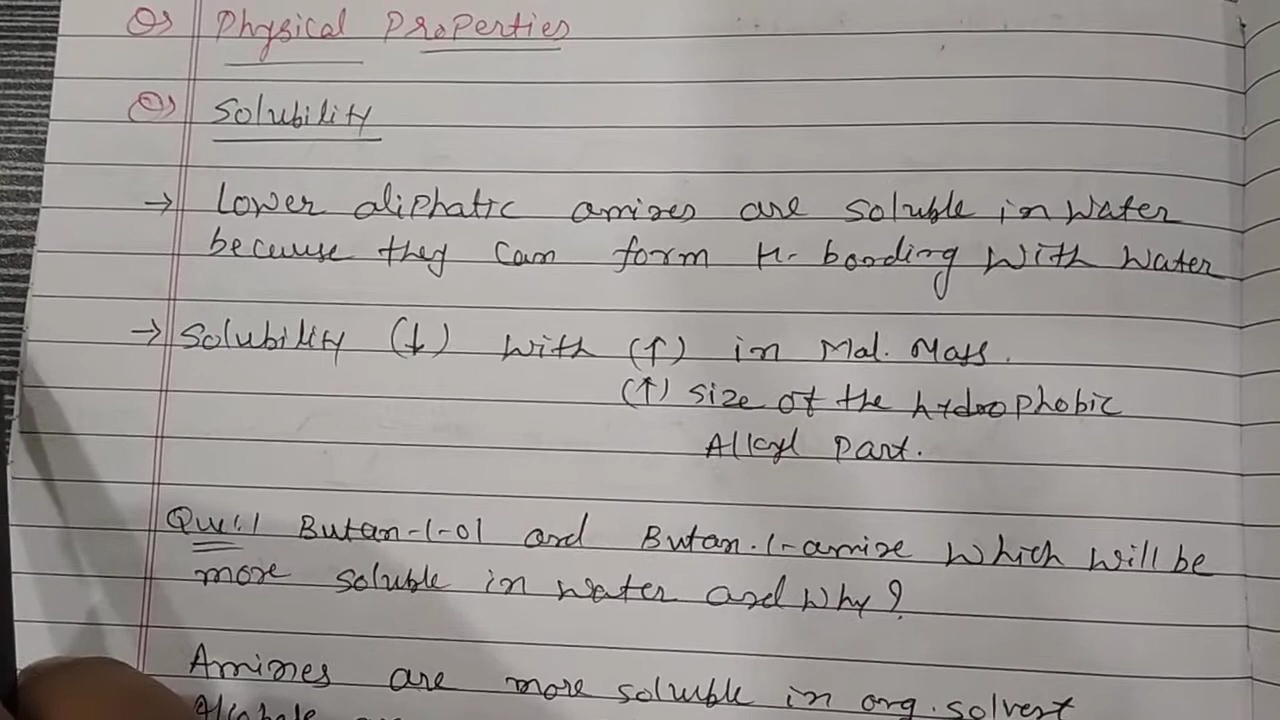 Physical Properties
Solubility
→ Lower aliphatic amines are soluble in water
because they can form H- bonding with water
→ Solubility (↓) with (↑) in Mol. Mass.
(↑) size of the hydrophobic
Alkyl Part.
Que:1 Butan-1-ol and Butan-1-amine which will be
more soluble in water and why?
Amines are more soluble in org. solvent
Alcohols